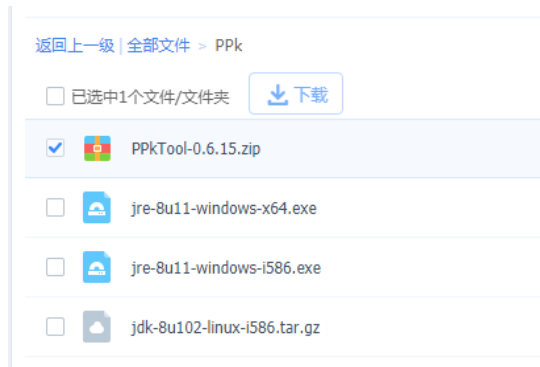 返回上一级 | 全部文件 > PPk
已选中1个文件/文件夹 下载
PPkTool-0.6.15.zip
jre-8u11-windows-x64.exe
jre-8u11-windows-i586.exe
jdk-8u102-linux-i586.tar.gz